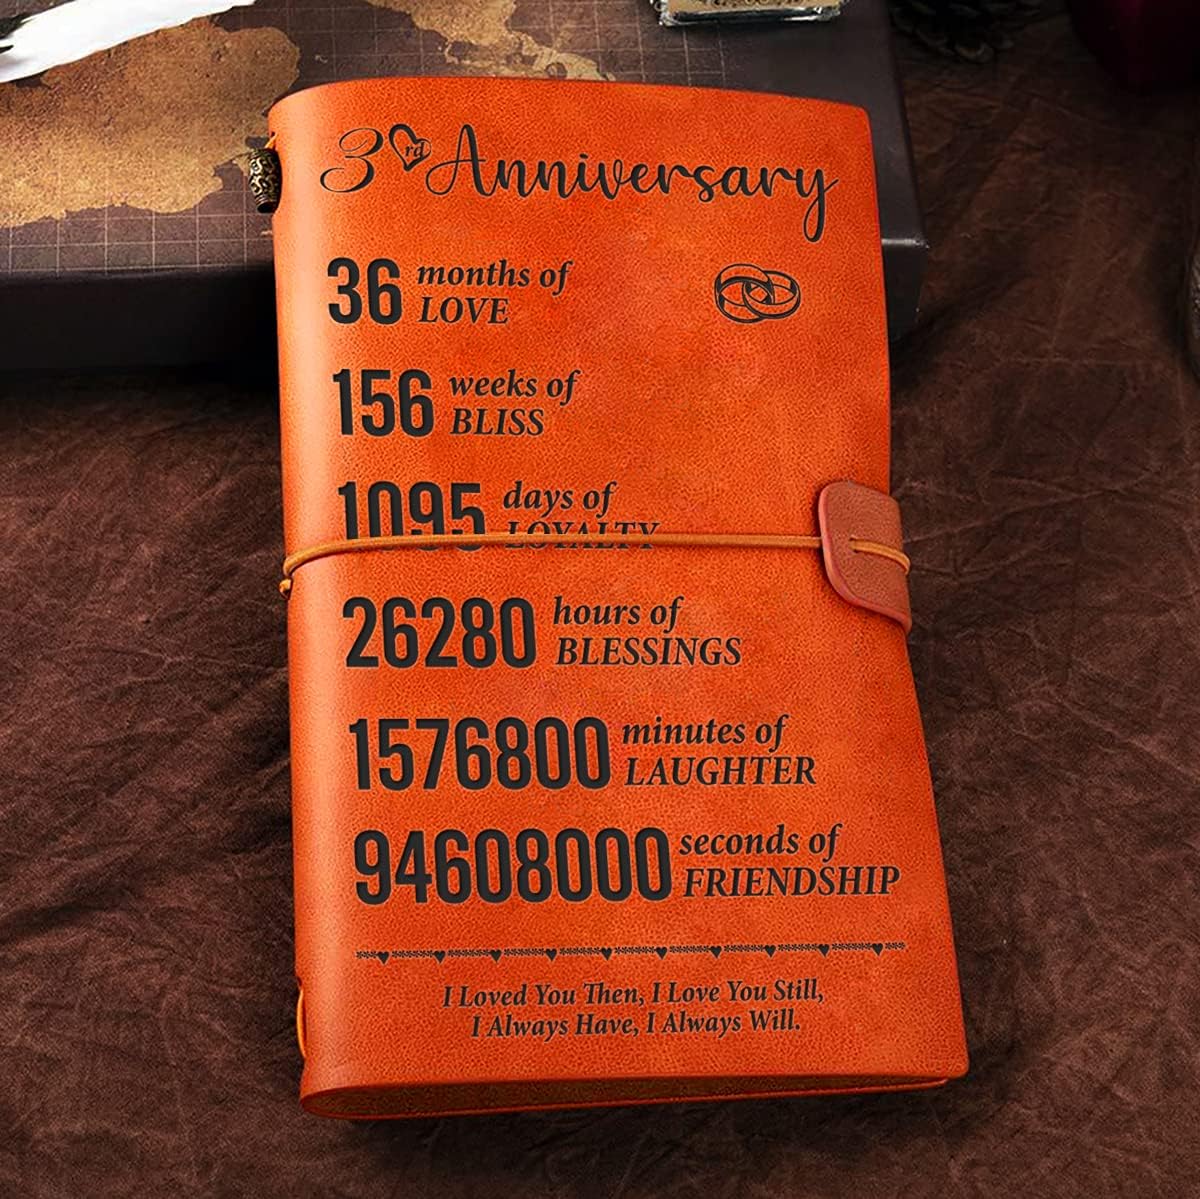 3rd Anniversary
36 months of
LOVE
156 weeks of
BLISS
1095 days of
LOYALTY
26280 hours of
BLESSINGS
1576800 minutes of
LAUGHTER
94608000 seconds of
FRIENDSHIP
I Loved You Then, I Love You Still,
I Always Have, I Always Will.